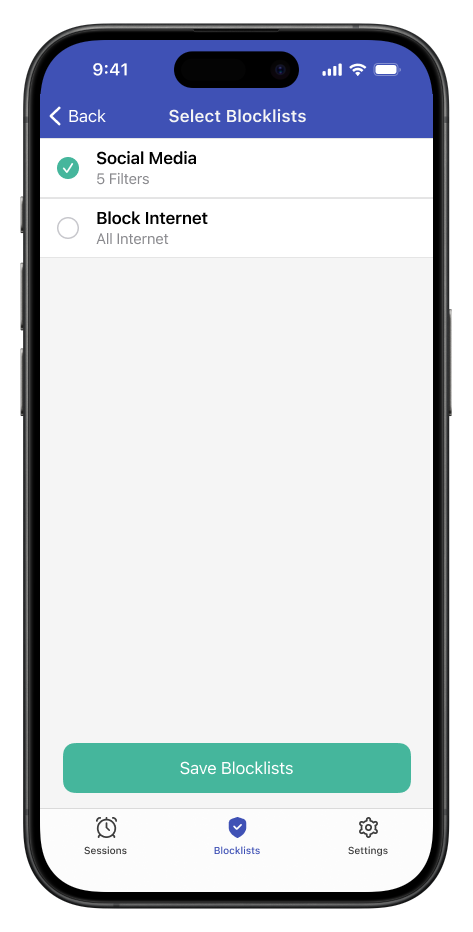 9:41
Back
Select Blocklists
Social Media
5 Filters
Block Internet
All Internet
Save Blocklists
Sessions
Blocklists
Settings